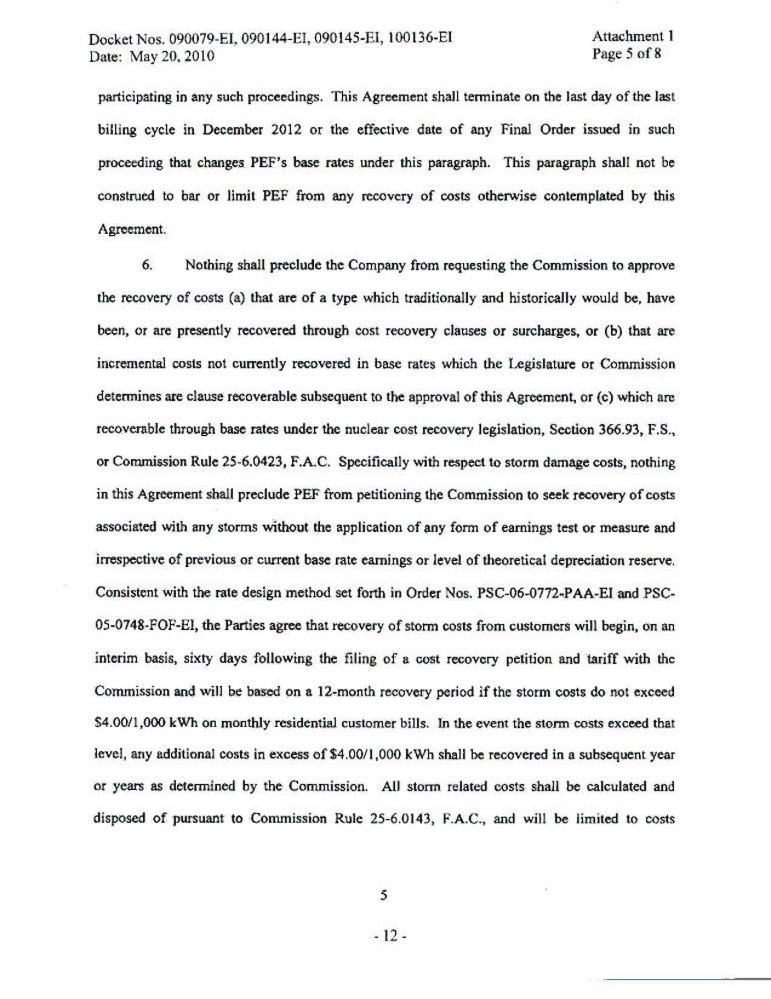 Docket Nos. 090079-EI, 090144-EI, 090145-EI, 100136-EI
Date: May 20, 2010
Attachment 1
Page 5 of 8
participating in any such proceedings. This Agreement shall terminate on the last day of the last
billing cycle in December 2012 or the effective date of any Final Order issued in such
proceeding that changes PEF's base rates under this paragraph. This paragraph shall not be
construed to bar or limit PEF from any recovery of costs otherwise contemplated by this
Agreement.
6. Nothing shall preclude the Company from requesting the Commission to approve
the recovery of costs (a) that are of a type which traditionally and historically would be, have
been, or are presently recovered through cost recovery clauses or surcharges, or (b) that are
incremental costs not currently recovered in base rates which the Legislature or Commission
determines are clause recoverable subsequent to the approval of this Agreement, or (c) which are
recoverable through base rates under the nuclear cost recovery legislation, Section 366.93, F.S.,
or Commission Rule 25-6.0423, F.A.C. Specifically with respect to storm damage costs, nothing
in this Agreement shall preclude PEF from petitioning the Commission to seek recovery of costs
associated with any storms without the application of any form of earnings test or measure and
irrespective of previous or current base rate earnings or level of theoretical depreciation reserve.
Consistent with the rate design method set forth in Order Nos. PSC-06-0772-PAA-EI and PSC-
05-0748-FOF-EI, the Parties agree that recovery of storm costs from customers will begin, on an
interim basis, sixty days following the filing of a cost recovery petition and tariff with the
Commission and will be based on a 12-month recovery period if the storm costs do not exceed
$4.00/1,000 kWh on monthly residential customer bills. In the event the storm costs exceed that
level, any additional costs in excess of $4.00/1,000 kWh shall be recovered in a subsequent year
or years as determined by the Commission. All storm related costs shall be calculated and
disposed of pursuant to Commission Rule 25-6.0143, F.A.C., and will be limited to costs
5
- 12 -